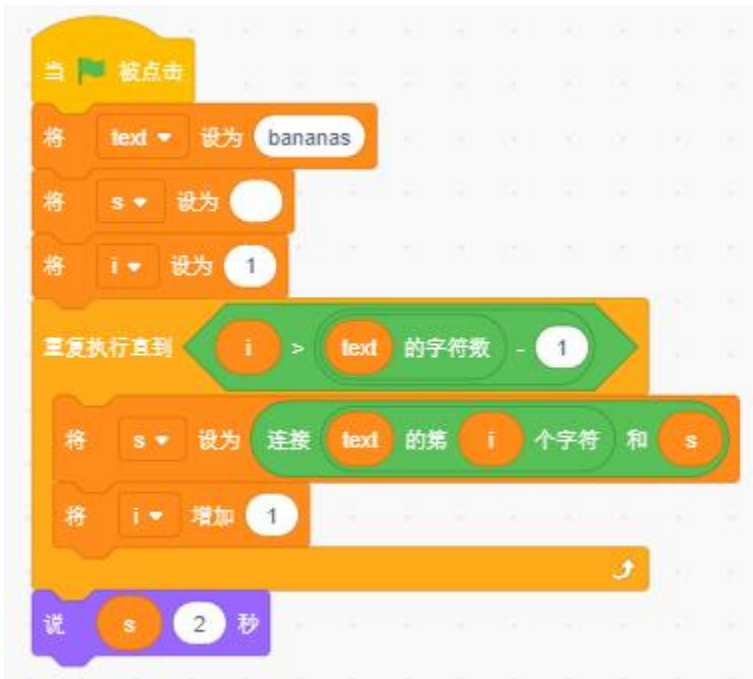 当 被点击
将 text 设为 bananas
将 s 设为
将 i 设为 1
重复执行直到 i > text 的字符数 - 1
将 s 设为 连接 text 的第 i 个字符 和 s
将 i 增加 1
说 s 2 秒